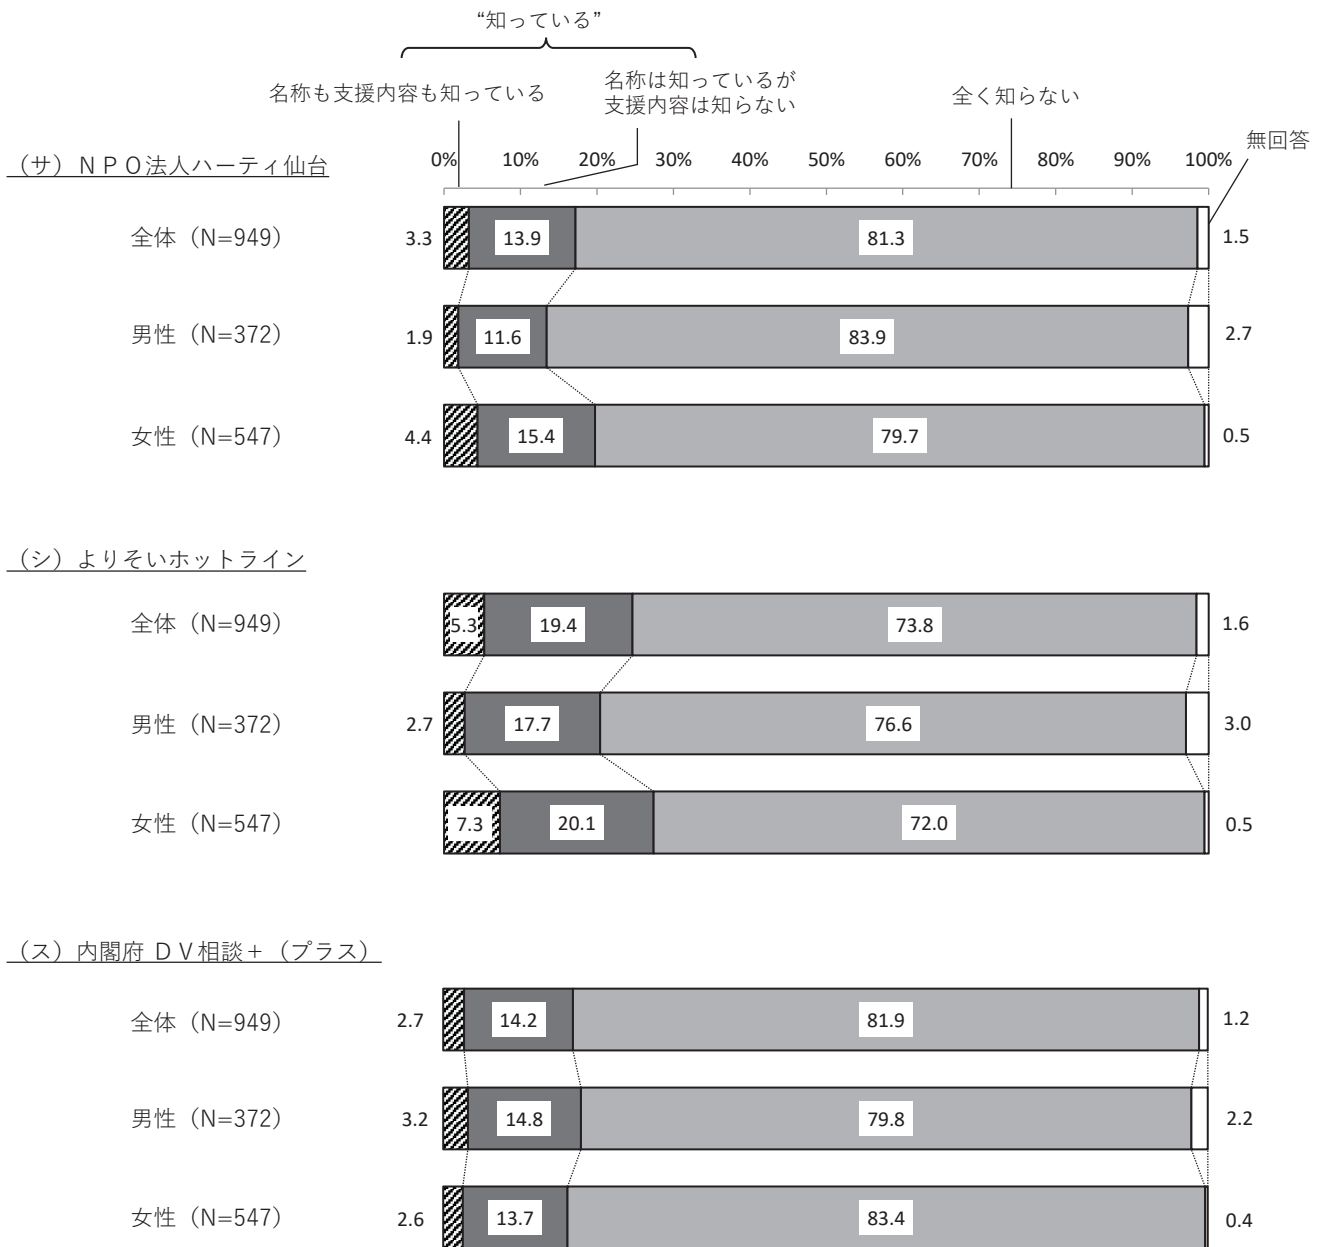 “知っている”
名称も支援内容も知っている
名称は知っているが
支援内容は知らない
全く知らない
無回答
（サ）ＮＰＯ法人ハーティ仙台
0% 10% 20% 30% 40% 50% 60% 70% 80% 90% 100%
全体（N=949） 3.3 13.9 81.3 1.5
男性（N=372） 1.9 11.6 83.9 2.7
女性（N=547） 4.4 15.4 79.7 0.5
（シ）よりそいホットライン
全体（N=949） 5.3 19.4 73.8 1.6
男性（N=372） 2.7 17.7 76.6 3.0
女性（N=547） 7.3 20.1 72.0 0.5
（ス）内閣府 ＤＶ相談＋（プラス）
全体（N=949） 2.7 14.2 81.9 1.2
男性（N=372） 3.2 14.8 79.8 2.2
女性（N=547） 2.6 13.7 83.4 0.4